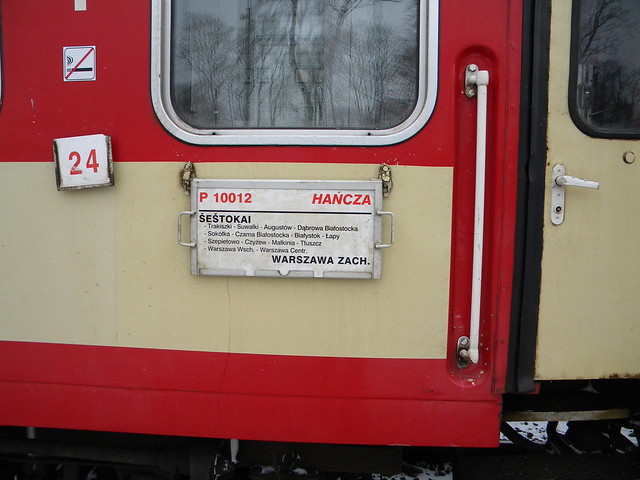 24
P 10012 HAŃCZA
ŠEŠTOKAI
- Trakiszki - Suwałki - Augustów - Dąbrowa Białostocka
- Sokółka - Czarna Białostocka - Białystok - Łapy
- Szepietowo - Czyżew - Małkinia - Tłuszcz
- Warszawa Wsch. - Warszawa Centr.
WARSZAWA ZACH.